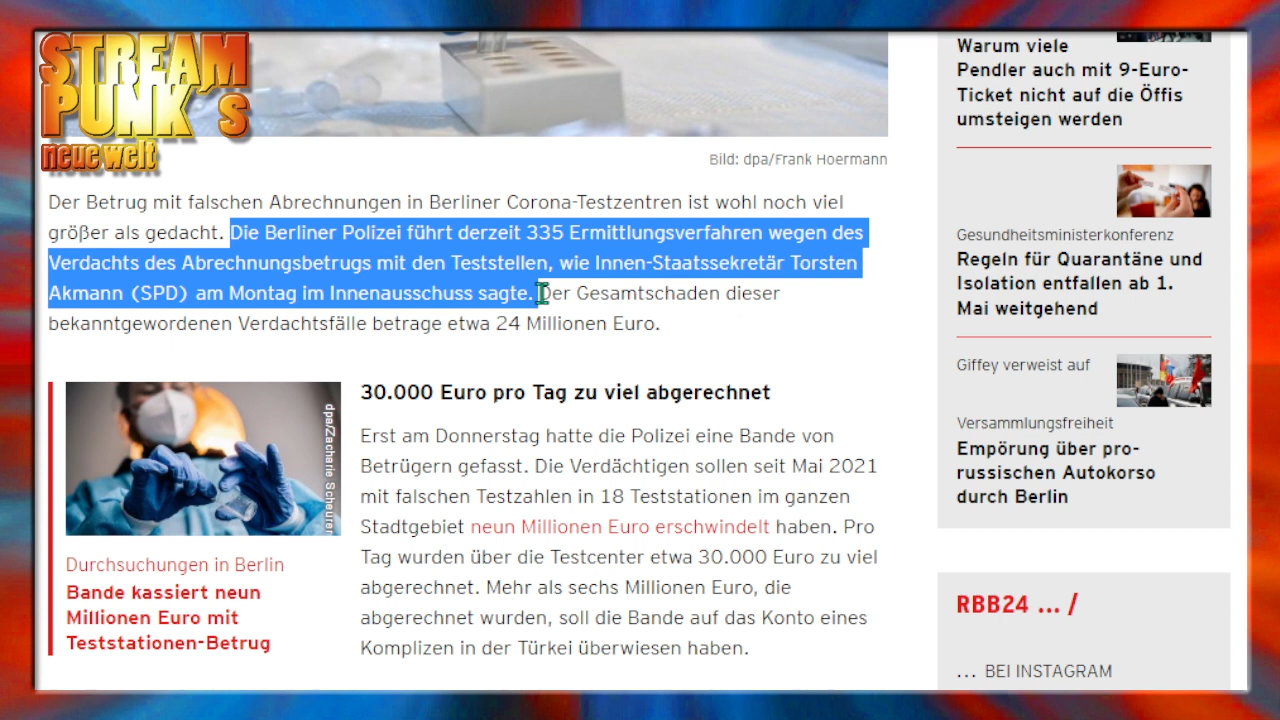 STREAM
PUNK´s
neue welt
Bild: dpa/Frank Hoermann
Der Betrug mit falschen Abrechnungen in Berliner Corona-Testzentren ist wohl noch viel
größer als gedacht. Die Berliner Polizei führt derzeit 335 Ermittlungsverfahren wegen des
Verdachts des Abrechnungsbetrugs mit den Teststellen, wie Innen-Staatssekretär Torsten
Akmann (SPD) am Montag im Innenausschuss sagte. Der Gesamtschaden dieser
bekanntgewordenen Verdachtsfälle betrage etwa 24 Millionen Euro.
dpa/Zacharie Scheurer
Durchsuchungen in Berlin
Bande kassiert neun
Millionen Euro mit
Teststationen-Betrug
30.000 Euro pro Tag zu viel abgerechnet
Erst am Donnerstag hatte die Polizei eine Bande von
Betrügern gefasst. Die Verdächtigen sollen seit Mai 2021
mit falschen Testzahlen in 18 Teststationen im ganzen
Stadtgebiet neun Millionen Euro erschwindelt haben. Pro
Tag wurden über die Testcenter etwa 30.000 Euro zu viel
abgerechnet. Mehr als sechs Millionen Euro, die
abgerechnet wurden, soll die Bande auf das Konto eines
Komplizen in der Türkei überwiesen haben.
Warum viele
Pendler auch mit 9-Euro-
Ticket nicht auf die Öffis
umsteigen werden
Gesundheitsministerkonferenz
Regeln für Quarantäne und
Isolation entfallen ab 1.
Mai weitgehend
Giffey verweist auf
Versammlungsfreiheit
Empörung über pro-
russischen Autokorso
durch Berlin
RBB24 ... /
... BEI INSTAGRAM